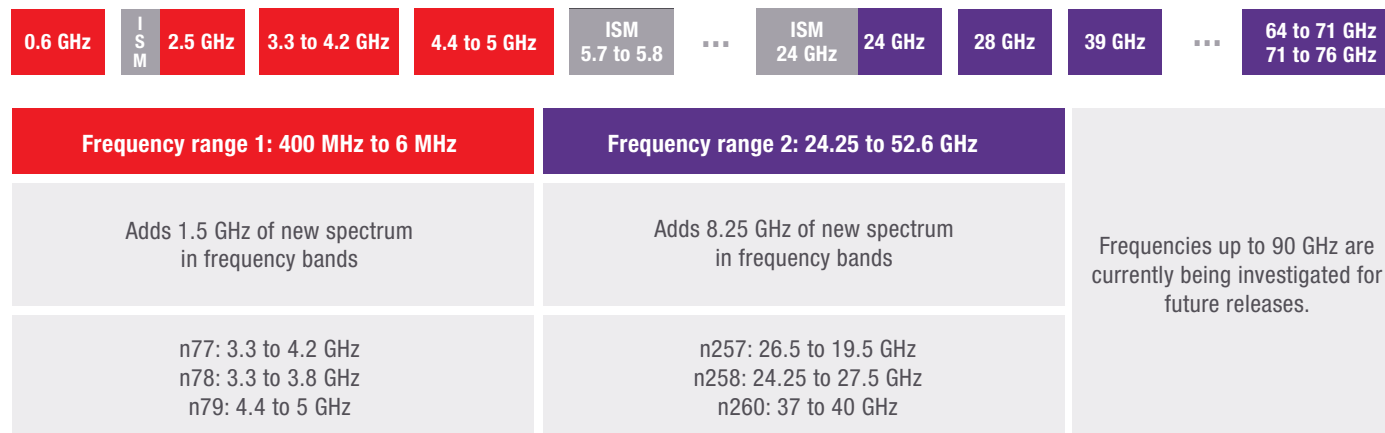 0.6 GHz
I
S
M
2.5 GHz
3.3 to 4.2 GHz
4.4 to 5 GHz
ISM
5.7 to 5.8
...
ISM
24 GHz
24 GHz
28 GHz
39 GHz
...
64 to 71 GHz
71 to 76 GHz
Frequency range 1: 400 MHz to 6 MHz
Frequency range 2: 24.25 to 52.6 GHz
Adds 1.5 GHz of new spectrum
in frequency bands
Adds 8.25 GHz of new spectrum
in frequency bands
Frequencies up to 90 GHz are
currently being investigated for
future releases.
n77: 3.3 to 4.2 GHz
n78: 3.3 to 3.8 GHz
n79: 4.4 to 5 GHz
n257: 26.5 to 19.5 GHz
n258: 24.25 to 27.5 GHz
n260: 37 to 40 GHz